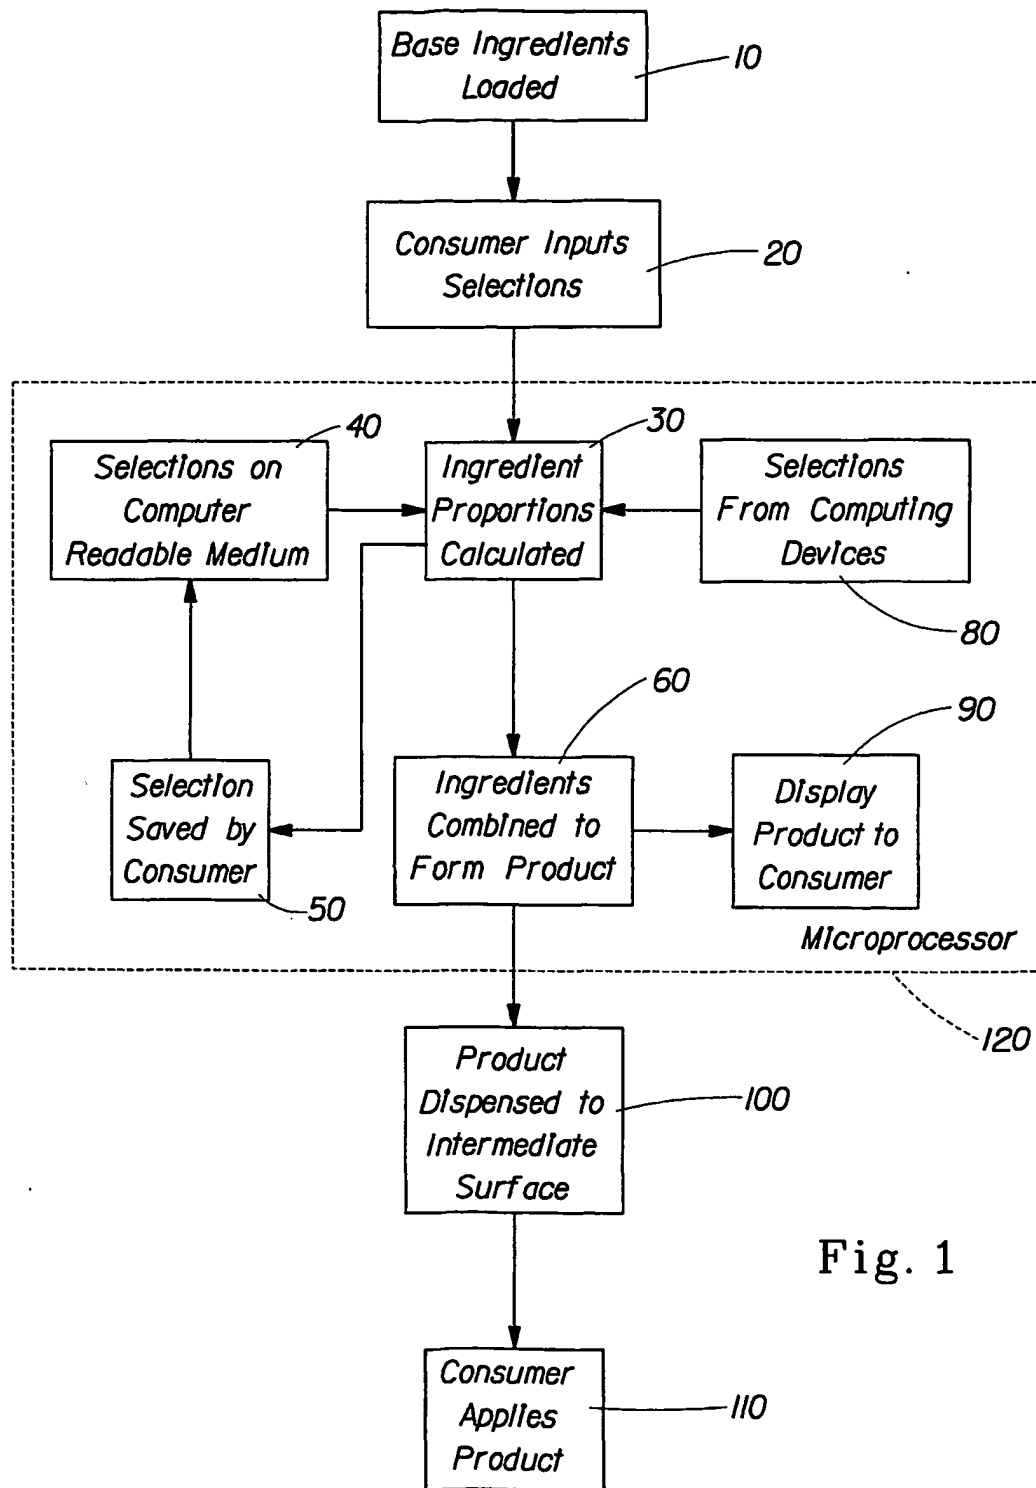 Base Ingredients
Loaded
10
Consumer Inputs
Selections
20
40
Selections on
Computer
Readable Medium
30
Ingredient
Proportions
Calculated
Selections
From Computing
Devices
80
60
90
Selection
Saved by
Consumer
50
Ingredients
Combined to
Form Product
Display
Product to
Consumer
Microprocessor
120
Product
Dispensed to
Intermediate
Surface
100
Fig. 1
Consumer
Applies
Product
110